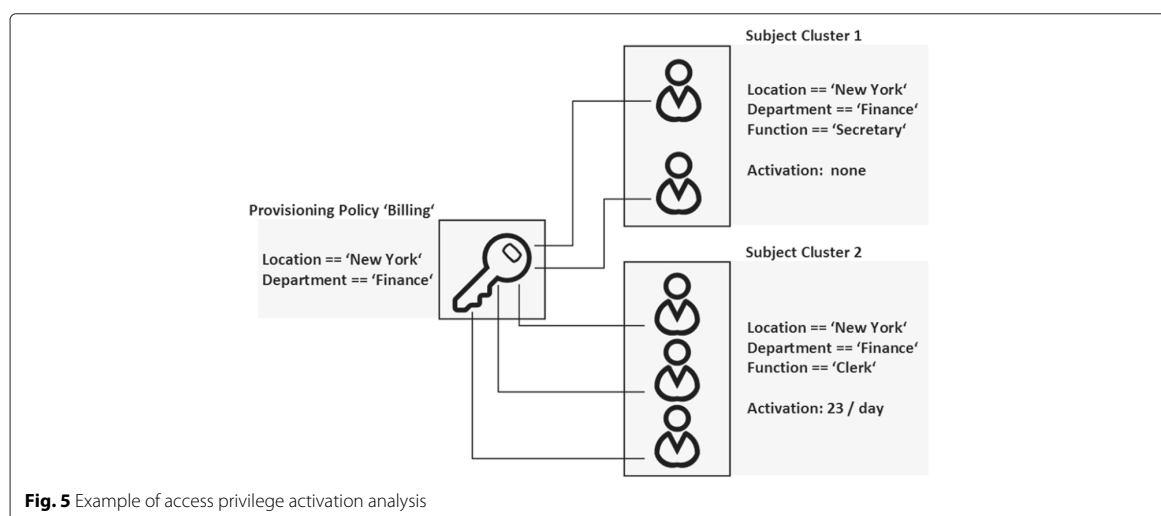 Subject Cluster 1
Location == ‘New York‘
Department == ‘Finance‘
Function == ‘Secretary‘
Activation: none
Provisioning Policy ‘Billing‘
Location == ‘New York‘
Department == ‘Finance‘
Subject Cluster 2
Location == ‘New York‘
Department == ‘Finance‘
Function == ‘Clerk‘
Activation: 23 / day
Fig. 5 Example of access privilege activation analysis